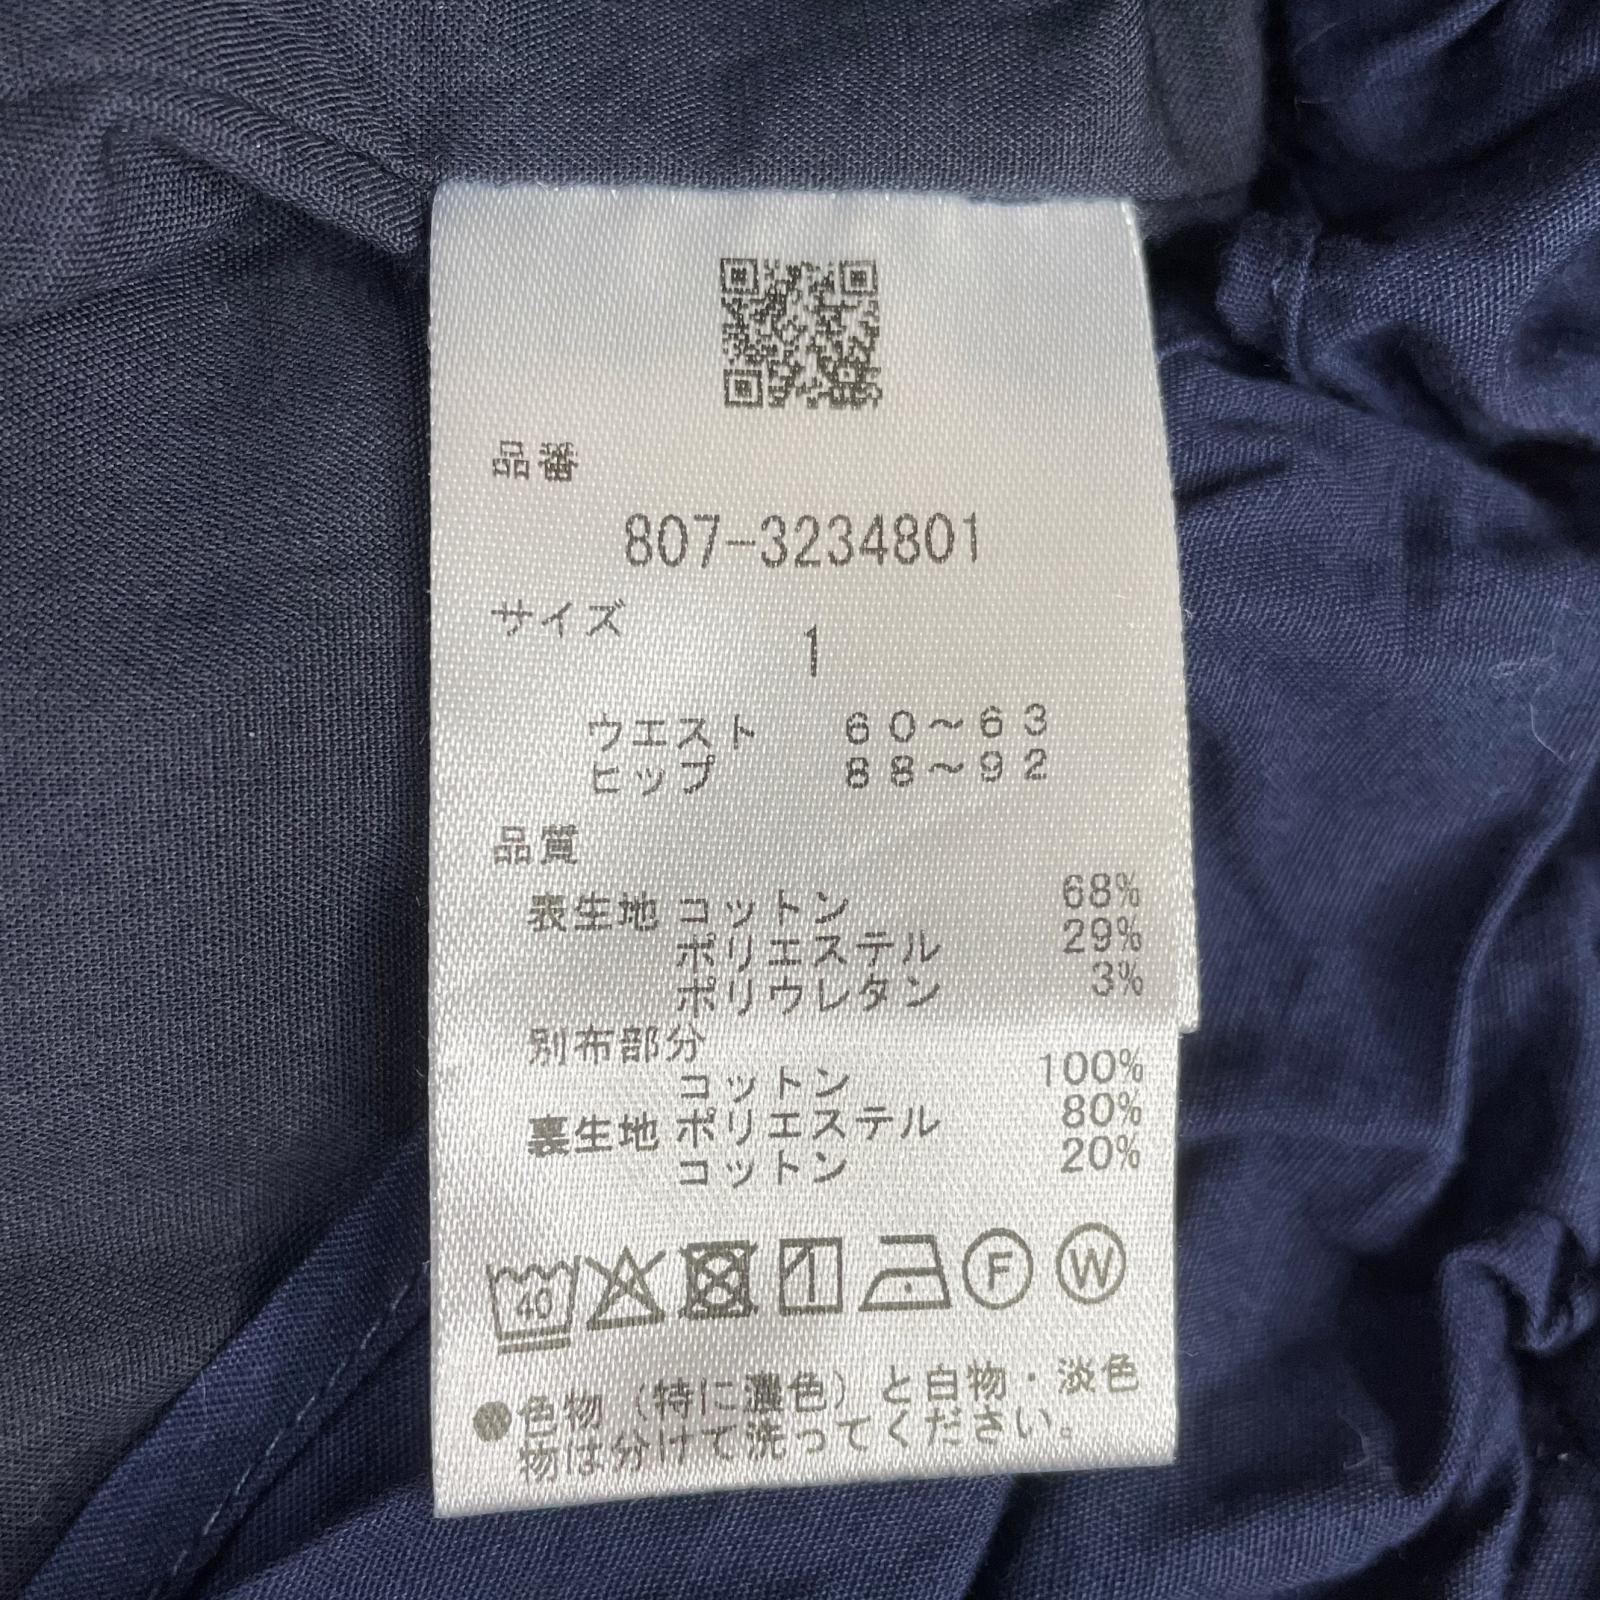 品番
807-3234801
サイズ
1
ウエスト 60～63
ヒップ 88～92
品質
表生地 コットン 68%
ポリエステル 29%
ポリウレタン 3%
別布部分
コットン 100%
裏生地 ポリエステル 80%
コットン 20%
40 F W
●色物(特に濃色)と白物・淡色
物は分けて洗ってください。